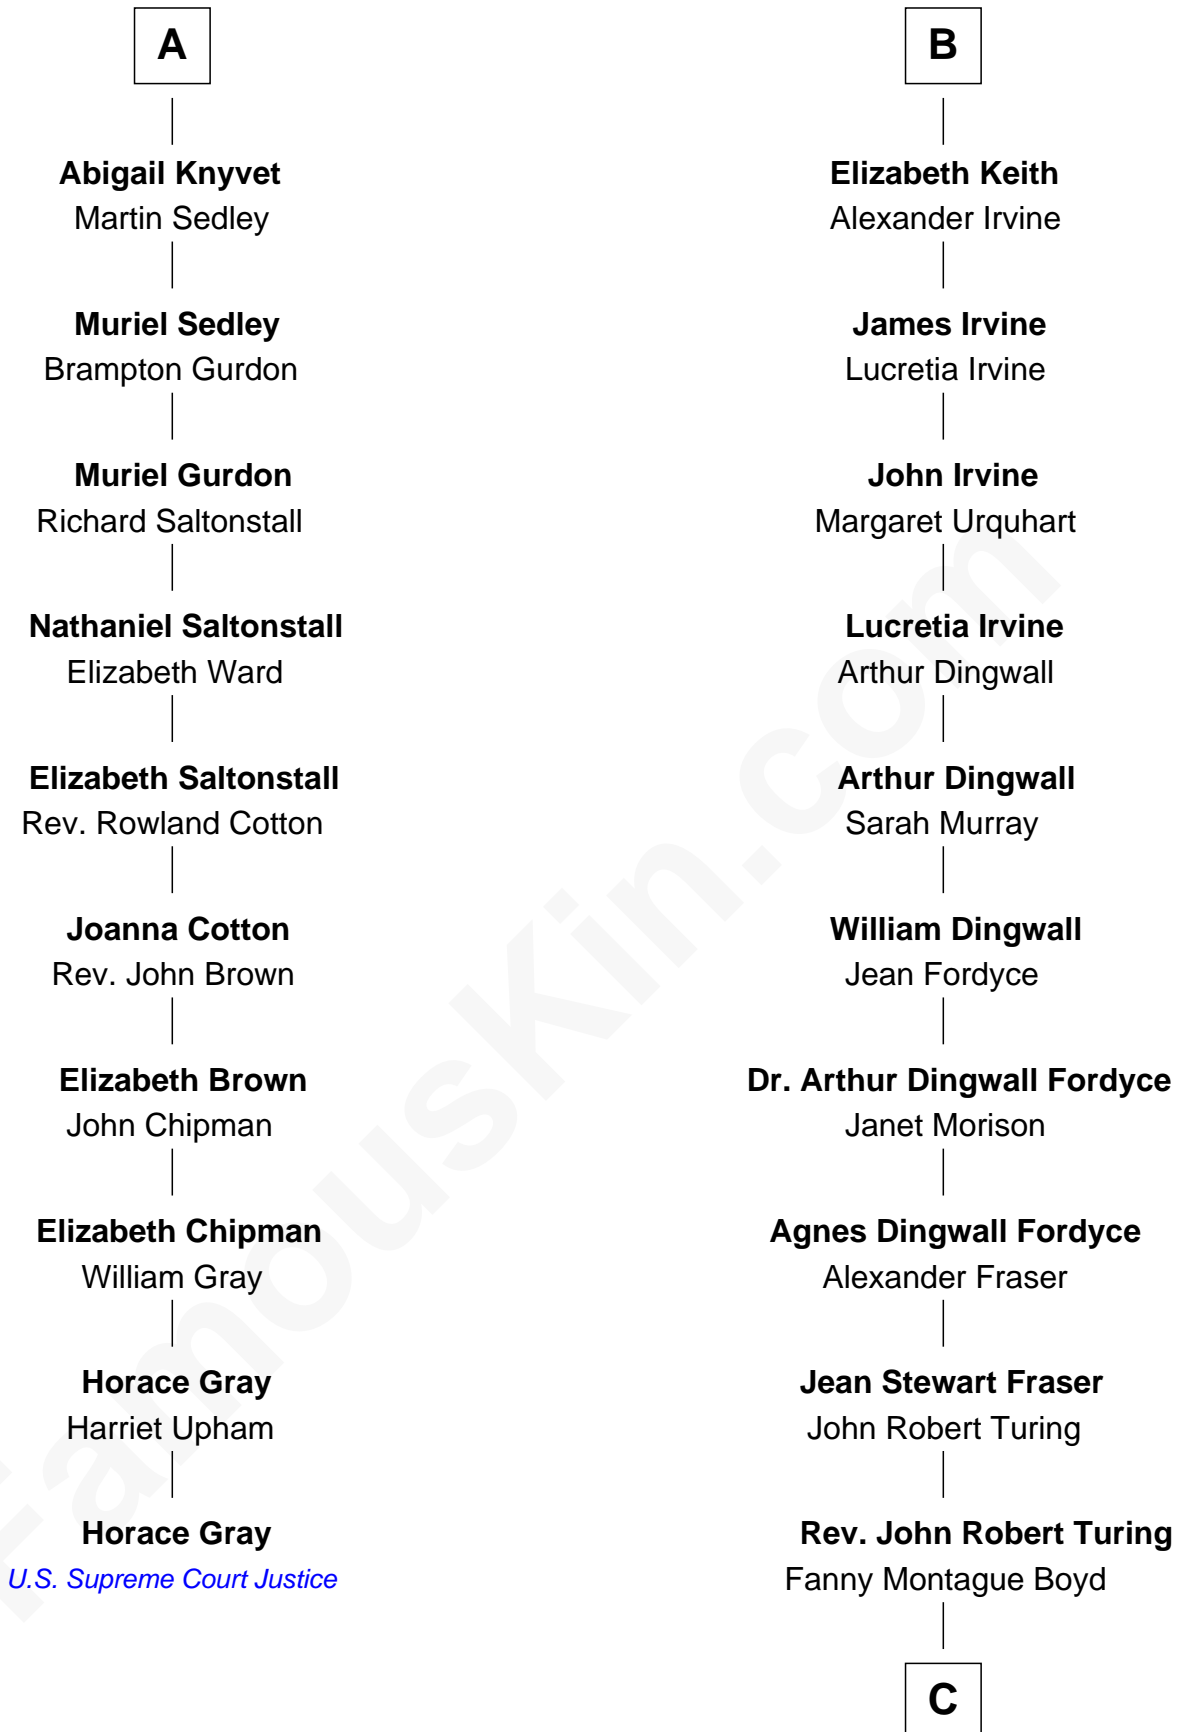 A
Abigail Knyvet
Martin Sedley
Muriel Sedley
Brampton Gurdon
Muriel Gurdon
Richard Saltonstall
Nathaniel Saltonstall
Elizabeth Ward
Elizabeth Saltonstall
Rev. Rowland Cotton
Joanna Cotton
Rev. John Brown
Elizabeth Brown
John Chipman
Elizabeth Chipman
William Gray
Horace Gray
Harriet Upham
Horace Gray
U.S. Supreme Court Justice
B
Elizabeth Keith
Alexander Irvine
James Irvine
Lucretia Irvine
John Irvine
Margaret Urquhart
Lucretia Irvine
Arthur Dingwall
Arthur Dingwall
Sarah Murray
William Dingwall
Jean Fordyce
Dr. Arthur Dingwall Fordyce
Janet Morison
Agnes Dingwall Fordyce
Alexander Fraser
Jean Stewart Fraser
John Robert Turing
Rev. John Robert Turing
Fanny Montague Boyd
C
FamousKin.com